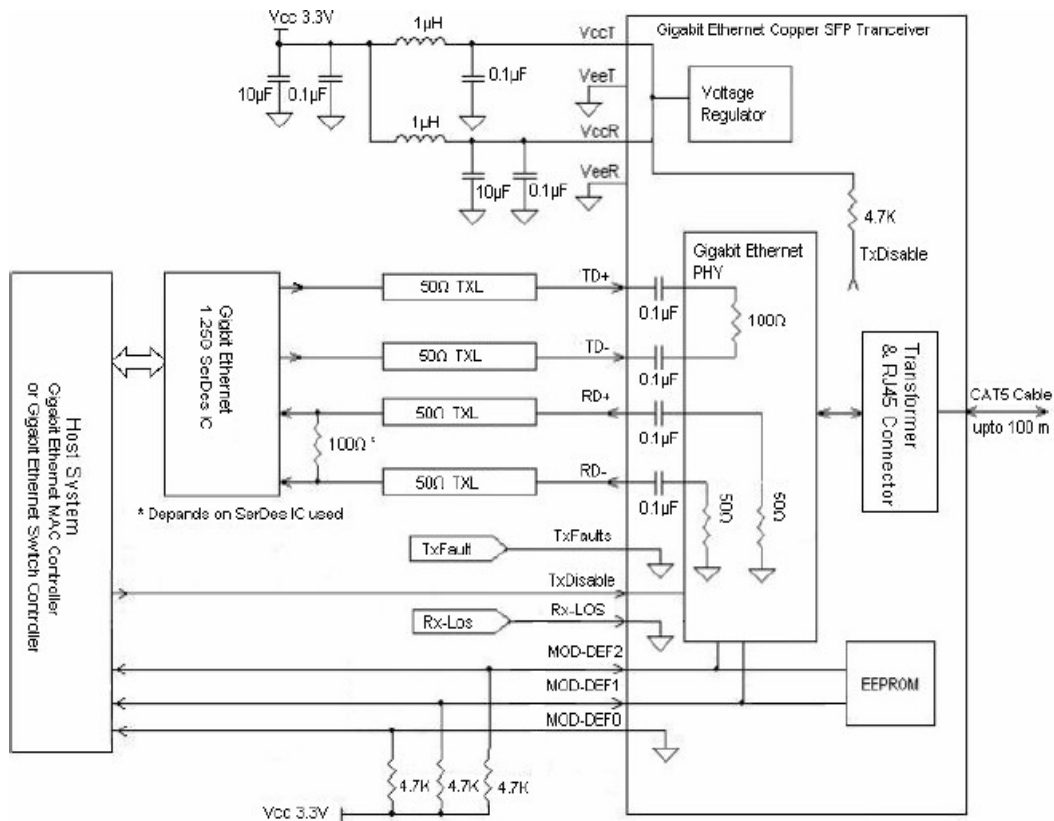 Vcc 3.3V
1µH
VccT
Gigabit Ethernet Copper SFP Tranceiver
10µF
0.1µF
0.1µF
VeeT
Voltage
Regulator
1µH
VccR
10µF
0.1µF
VeeR
4.7K
TxDisable
Gigabit Ethernet
PHY
Host System
Gigabit Ethernet MAC Controller
or Gigabit Ethernet Swtch Controller
Gigbit Ethernet
1.25G SerDes IC
50Ω TXL
TD+
0.1µF
100Ω
50Ω TXL
TD-
0.1µF
50Ω TXL
RD+
0.1µF
100Ω *
50Ω TXL
RD-
0.1µF
50Ω
50Ω
Transformer
& RJ45 Connector
CAT5 Cable
upto 100 m
* Depands on SerDes IC used
TxFault
TxFaults
TxDisable
Rx-Los
Rx-LOS
MOD-DEF2
MOD-DEF1
MOD-DEF0
EEPROM
4.7K
4.7K
4.7K
Vcc 3.3V